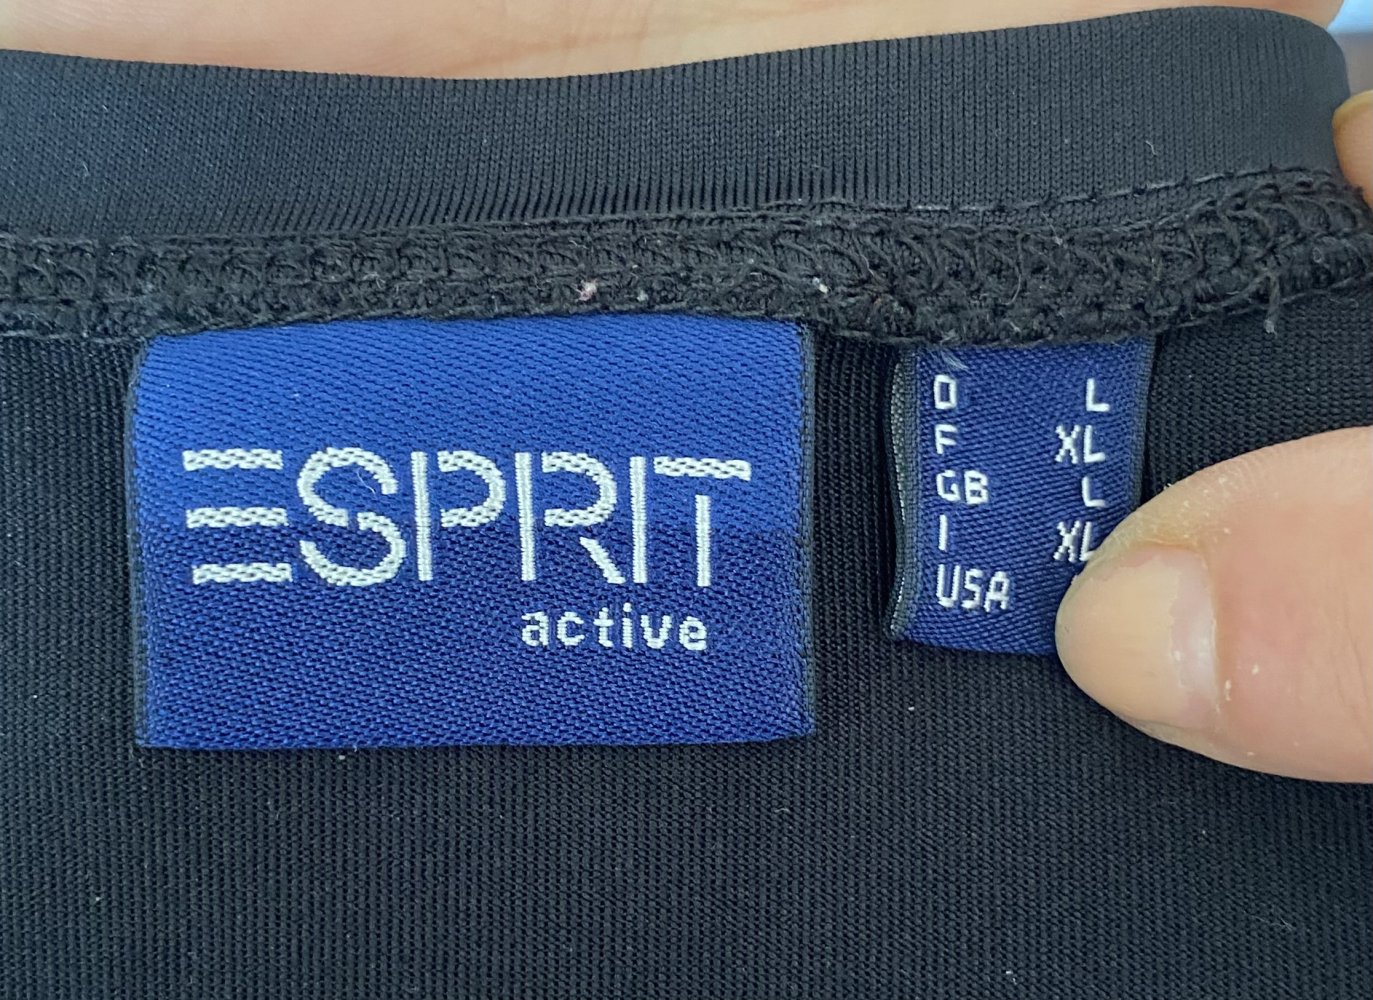 ESPRIT
active
D L
F XL
GB L
I XL
USA